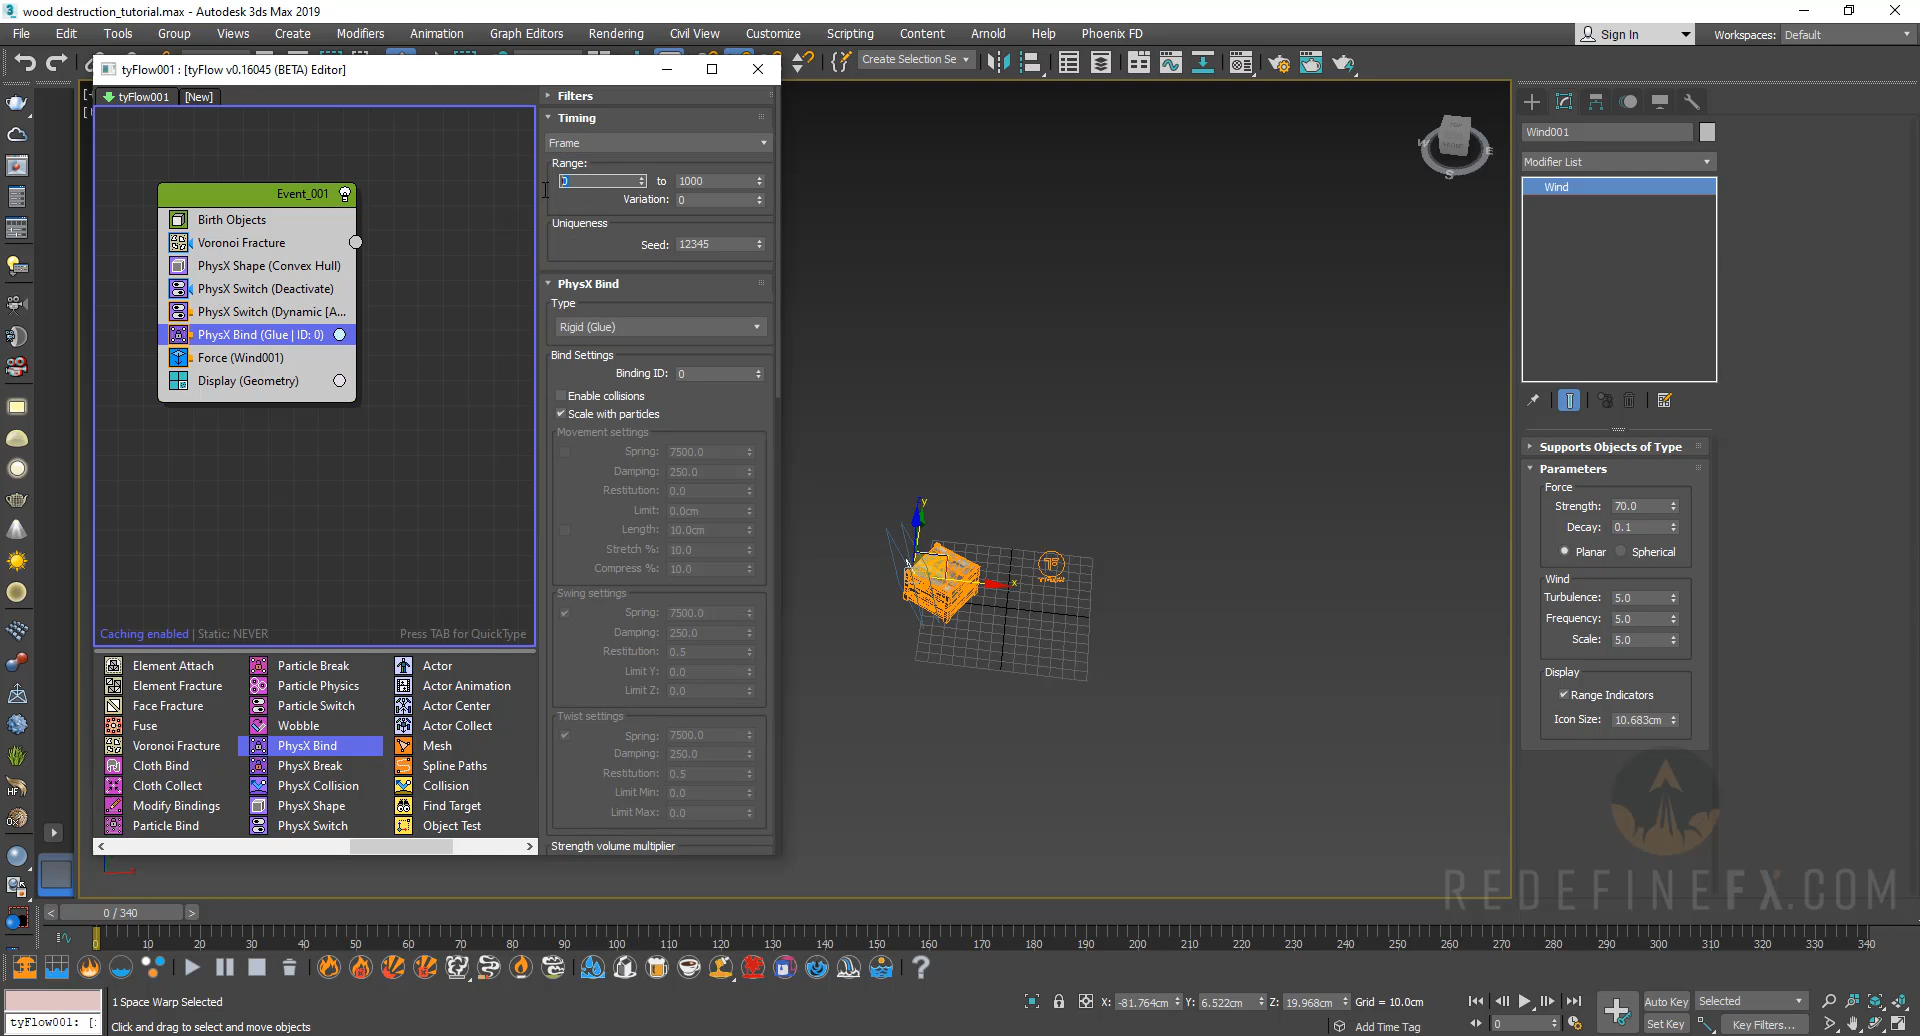 wood destruction_tutorial.max - Autodesk 3ds Max 2019
File Edit Tools Group Views Create Modifiers Animation Graph Editors Rendering Civil View Customize Scripting Content Arnold Help Phoenix FD
Sign In Workspaces: Default
Create Selection Se
tyFlow001 : [tyFlow v0.16045 (BETA) Editor]
tyFlow001 [New]
Event_001
Birth Objects
Voronoi Fracture
PhysX Shape (Convex Hull)
PhysX Switch (Deactivate)
PhysX Switch (Dynamic [A...
PhysX Bind (Glue | ID: 0)
Force (Wind001)
Display (Geometry)
Caching enabled | Static: NEVER Press TAB for QuickType
Element Attach Particle Break Actor
Element Fracture Particle Physics Actor Animation
Face Fracture Particle Switch Actor Center
Fuse Wobble Actor Collect
Voronoi Fracture PhysX Bind Mesh
Cloth Bind PhysX Break Spline Paths
Cloth Collect PhysX Collision Collision
Modify Bindings PhysX Shape Find Target
Particle Bind PhysX Switch Object Test
Filters
Timing
Frame
Range:
0 to 1000
Variation: 0
Uniqueness
Seed: 12345
PhysX Bind
Type
Rigid (Glue)
Bind Settings
Binding ID: 0
Enable collisions
Scale with particles
Movement settings
Spring: 7500.0
Damping: 250.0
Restitution: 0.0
Limit: 0.0cm
Length: 10.0cm
Stretch %: 10.0
Compress %: 10.0
Swing settings
Spring: 7500.0
Damping: 250.0
Restitution: 0.5
Limit Y: 0.0
Limit Z: 0.0
Twist settings
Spring: 7500.0
Damping: 250.0
Restitution: 0.5
Limit Min: 0.0
Limit Max: 0.0
Strength volume multiplier
y
x
W E
S
Wind001
Modifier List
Wind
Supports Objects of Type
Parameters
Force
Strength: 70.0
Decay: 0.1
Planar Spherical
Wind
Turbulence: 5.0
Frequency: 5.0
Scale: 5.0
Display
Range Indicators
Icon Size: 10.683cm
REDEFINEFX.COM
< 0 / 340 >
0 10 20 30 40 50 60 70 80 90 100 110 120 130 140 150 160 170 180 190 200 210 220 230 240 250 260 270 280 290 300 310 320 330 340
1 Space Warp Selected
X: -81.764cm Y: 6.522cm Z: 19.968cm Grid = 10.0cm
Auto Key Selected
tyFlow001: [:
Click and drag to select and move objects
Add Time Tag
0
Set Key Key Filters...